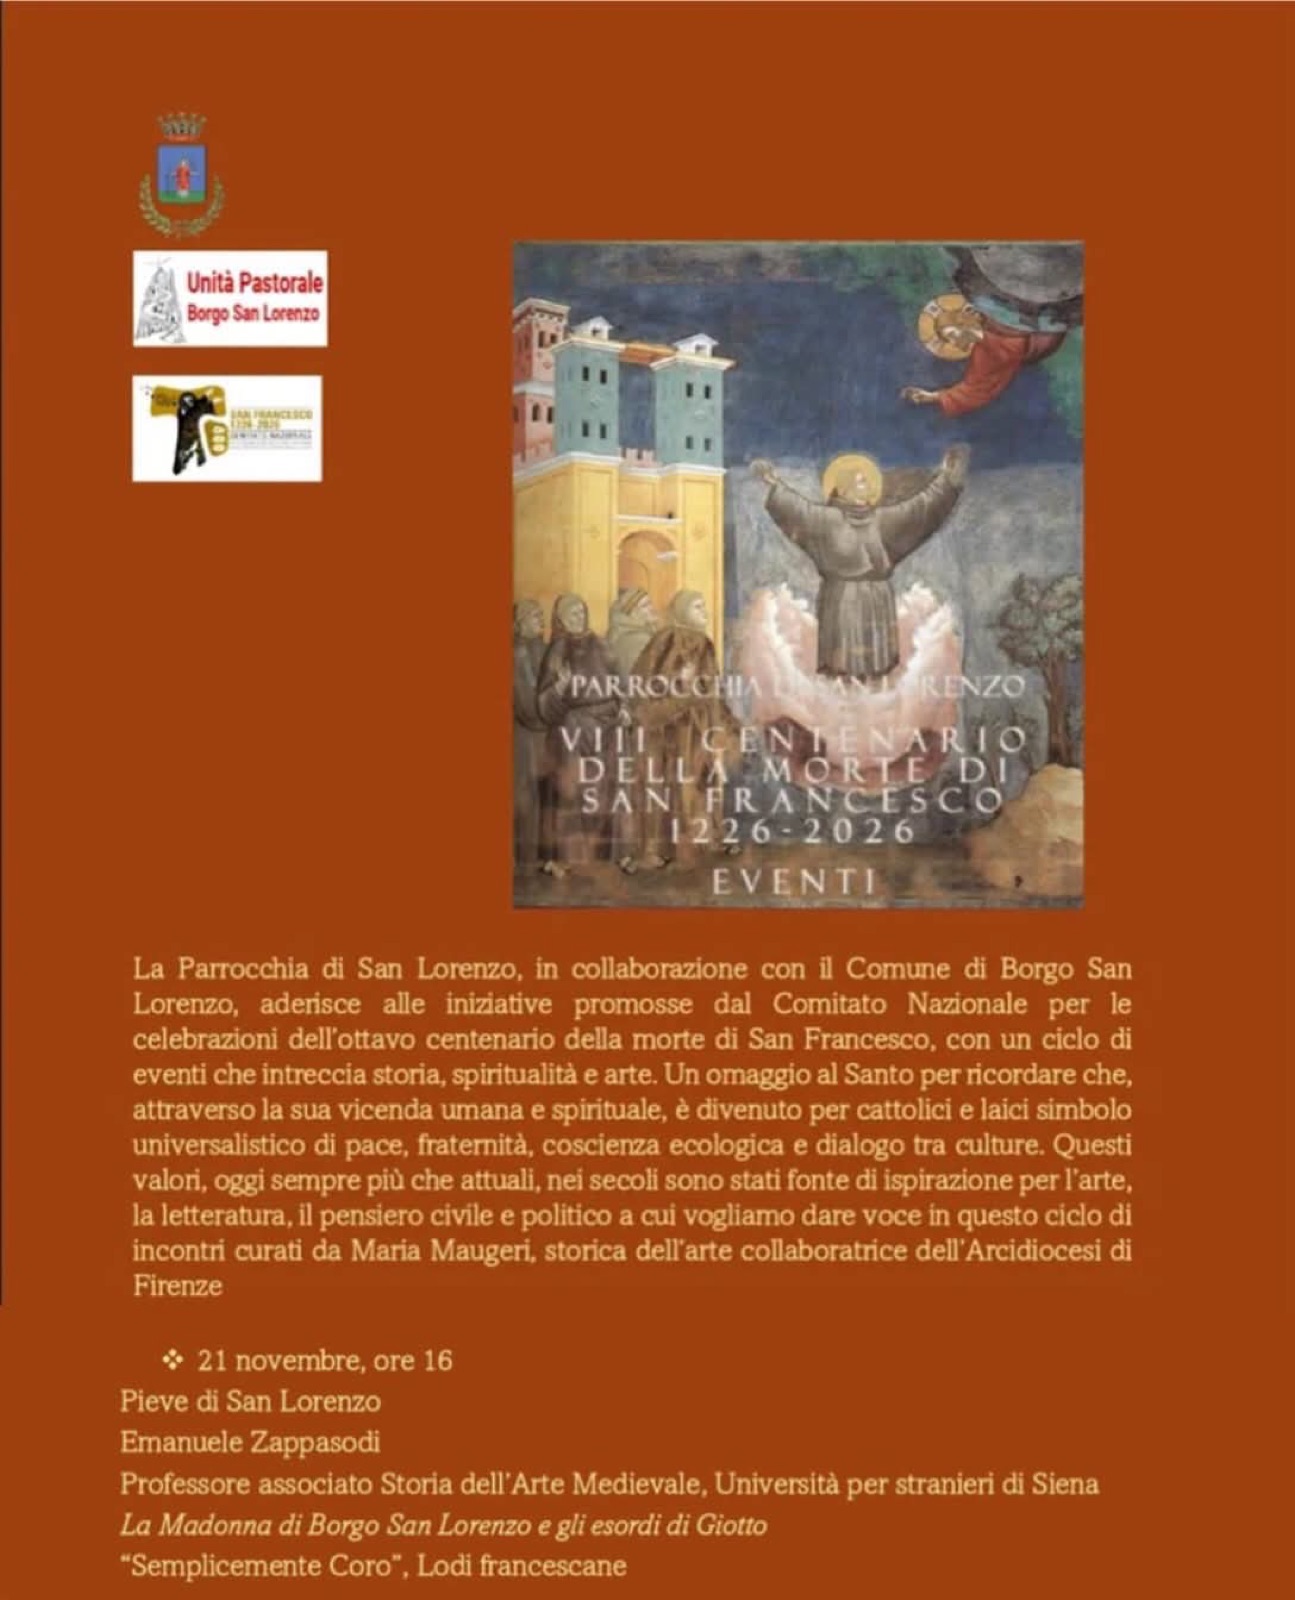 Unità Pastorale
Borgo San Lorenzo
SAN FRANCESCO
1226-2026
COMITATO NAZIONALE
PARROCCHIA DI SAN LORENZO
VIII CENTENARIO
DELLA MORTE DI
SAN FRANCESCO
1226-2026
EVENTI
La Parrocchia di San Lorenzo, in collaborazione con il Comune di Borgo San
Lorenzo, aderisce alle iniziative promosse dal Comitato Nazionale per le
celebrazioni dell'ottavo centenario della morte di San Francesco, con un ciclo di
eventi che intreccia storia, spiritualità e arte. Un omaggio al Santo per ricordare che,
attraverso la sua vicenda umana e spirituale, è divenuto per cattolici e laici simbolo
universalistico di pace, fraternità, coscienza ecologica e dialogo tra culture. Questi
valori, oggi sempre più che attuali, nei secoli sono stati fonte di ispirazione per l'arte,
la letteratura, il pensiero civile e politico a cui vogliamo dare voce in questo ciclo di
incontri curati da Maria Maugeri, storica dell'arte collaboratrice dell'Arcidiocesi di
Firenze
❖ 21 novembre, ore 16
Pieve di San Lorenzo
Emanuele Zappasodi
Professore associato Storia dell'Arte Medievale, Università per stranieri di Siena
La Madonna di Borgo San Lorenzo e gli esordi di Giotto
“Semplicemente Coro”, Lodi francescane